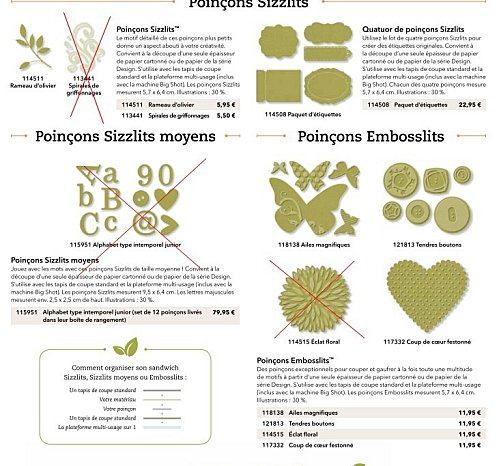 Poinçons Sizzlits
114511
Rameau d'olivier
113441
Spirales de
griffonnages
Poinçons Sizzlits™
Le motif détaillé de ces poinçons plus petits
donne un aspect abouti à votre créativité.
Convient à la découpe d'une seule épaisseur
de papier cartonné ou de papier de la série
Design. S'utilise avec les tapis de coupe
standard et la plateforme multi-usage (inclus
avec la machine Big Shot). Les poinçons Sizzlits
mesurent 5,7 x 6,4 cm. Illustrations : 30 %.
114511 Rameau d'olivier 5,95 €
113441 Spirales de griffonnages 5,50 €
114508 Paquet d'étiquettes
Quatuor de poinçons Sizzlits
Utilisez le lot de quatre poinçons Sizzlits pour
créer des étiquettes originales. Convient à
la découpe d'une seule épaisseur de papier
cartonné ou de papier de la série Design.
S'utilise avec les tapis de coupe standard et
la plateforme multi-usage (inclus avec la machine
Big Shot). Chacun des quatre poinçons mesure
5,7 x 6,4 cm. Illustrations : 30 %.
114508 Paquet d'étiquettes 22,95 €
Poinçons Sizzlits moyens
a 90
bB
Cc @>
115951 Alphabet type intemporel junior
Poinçons Sizzlits moyens
Jouez avec les mots avec ces poinçons Sizzlits de taille moyenne ! Convient à la
découpe d'une seule épaisseur de papier cartonné ou de papier de la série Design.
S'utilise avec les tapis de coupe standard et la plateforme multi-usage (inclus avec la
machine Big Shot). Les poinçons Sizzlits mesurent 9,5 x 6,4 cm. Les lettres majuscules
mesurent env. 2,5 x 2,5 cm de haut. Illustrations : 30 %.
115951 Alphabet type intemporel junior (set de 12 poinçons livrés
dans leur boîte de rangement) 79,95 €
Comment organiser son sandwich
Sizzlits, Sizzlits moyens ou Embosslits :
Un tapis de coupe standard
Votre matériau
Votre poinçon
Un tapis de coupe standard
La plateforme multi-usage sur 1
Poinçons Embosslits
118138 Ailes magnifiques
121813 Tendres boutons
114515 Éclat floral
117332 Coup de cœur festonné
Poinçons Embosslits™
Des poinçons exceptionnels pour couper et gaufrer à la fois toute une multitude
de motifs à partir d'une seule épaisseur de papier cartonné ou de papier de la
série Design. S'utilise avec les tapis de coupe standard et la plateforme multi-usage
(inclus avec la machine Big Shot). Les poinçons Embosslits mesurent 5,7 x 6,4 cm.
Illustrations : 30 %.
118138 Ailes magnifiques 11,95 €
121813 Tendres boutons 11,95 €
114515 Éclat floral 11,95 €
117332 Coup de cœur festonné 11,95 €